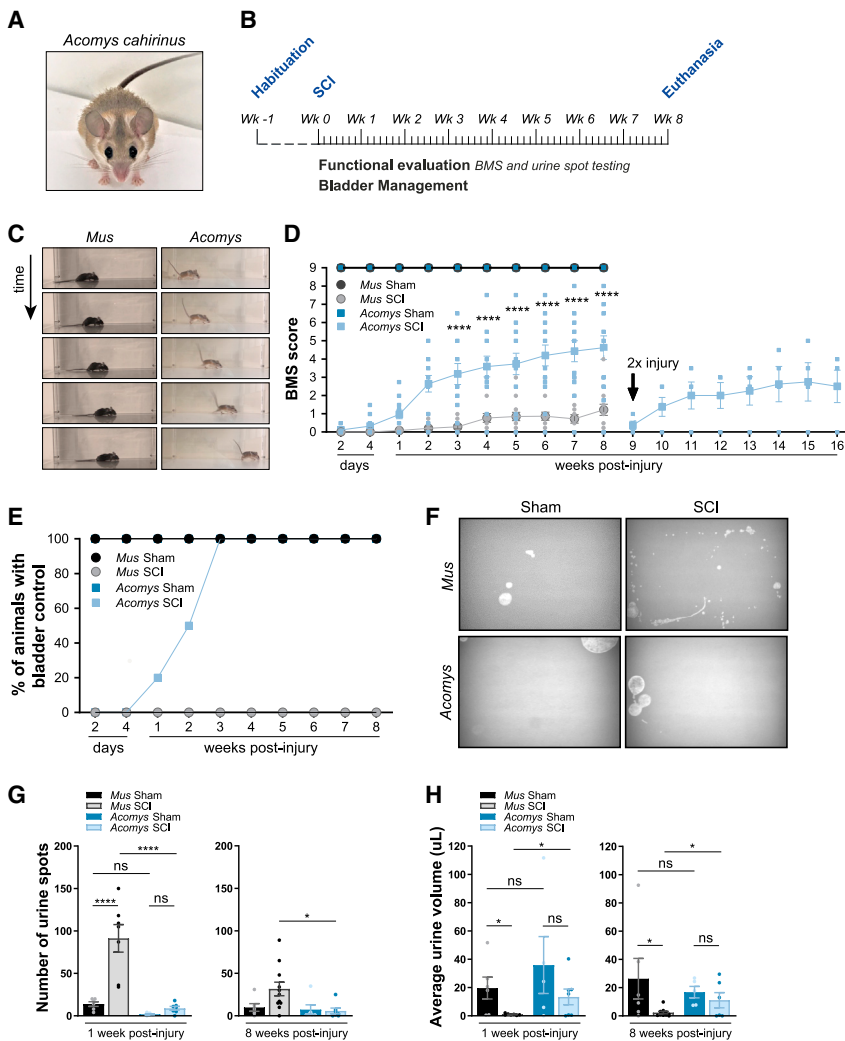 A
Acomys cahirinus
B
Habituation
SCI
Euthanasia
Wk -1 Wk 0 Wk 1 Wk 2 Wk 3 Wk 4 Wk 5 Wk 6 Wk 7 Wk 8
Functional evaluation BMS and urine spot testing
Bladder Management
C
Mus Acomys
time
D
BMS score
9
8
7
6
5
4
3
2
1
0
Mus Sham
Mus SCI
Acomys Sham
Acomys SCI
**** **** **** **** **** ****
2x injury
2 4 1 2 3 4 5 6 7 8 9 10 11 12 13 14 15 16
days weeks post-injury
E
% of animals with
bladder control
100
80
60
40
20
0
Mus Sham
Mus SCI
Acomys Sham
Acomys SCI
2 4 1 2 3 4 5 6 7 8
days weeks post-injury
F
Sham SCI
Mus
Acomys
G
Mus Sham
Mus SCI
Acomys Sham
Acomys SCI
Number of urine spots
200
150
100
50
0
****
ns
**** ns
1 week post-injury
200
150
100
50
0
*
8 weeks post-injury
H
Mus Sham
Mus SCI
Acomys Sham
Acomys SCI
Average urine volume (uL)
120
100
80
60
40
20
0
*
ns
* ns
1 week post-injury
120
100
80
60
40
20
0
*
ns
* ns
8 weeks post-injury